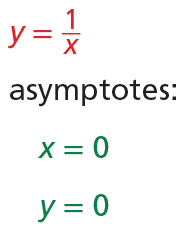 y = 1/x
asymptotes:
x = 0
y = 0